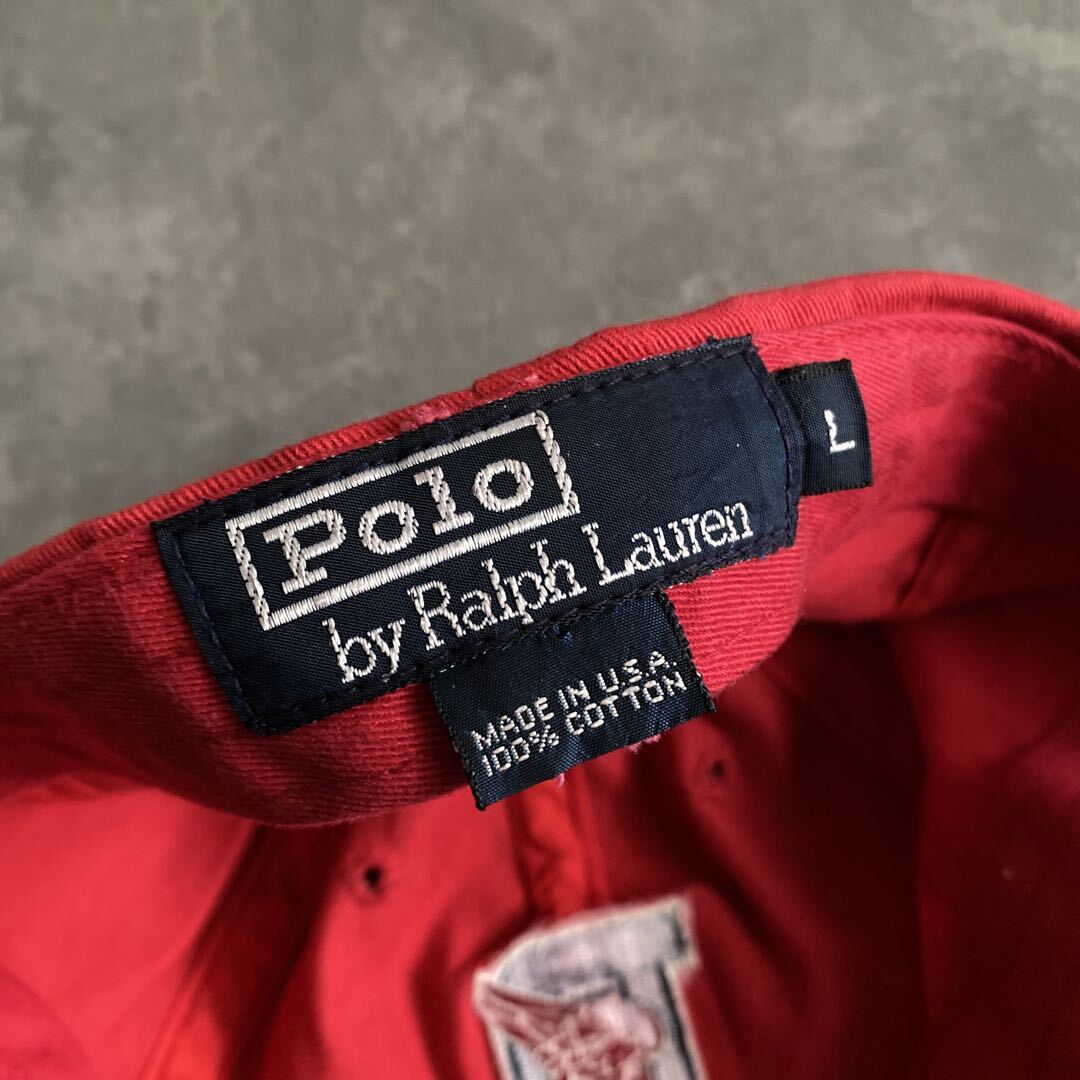 Polo
by Ralph Lauren
L
MADE IN U.S.A.
100% COTTON